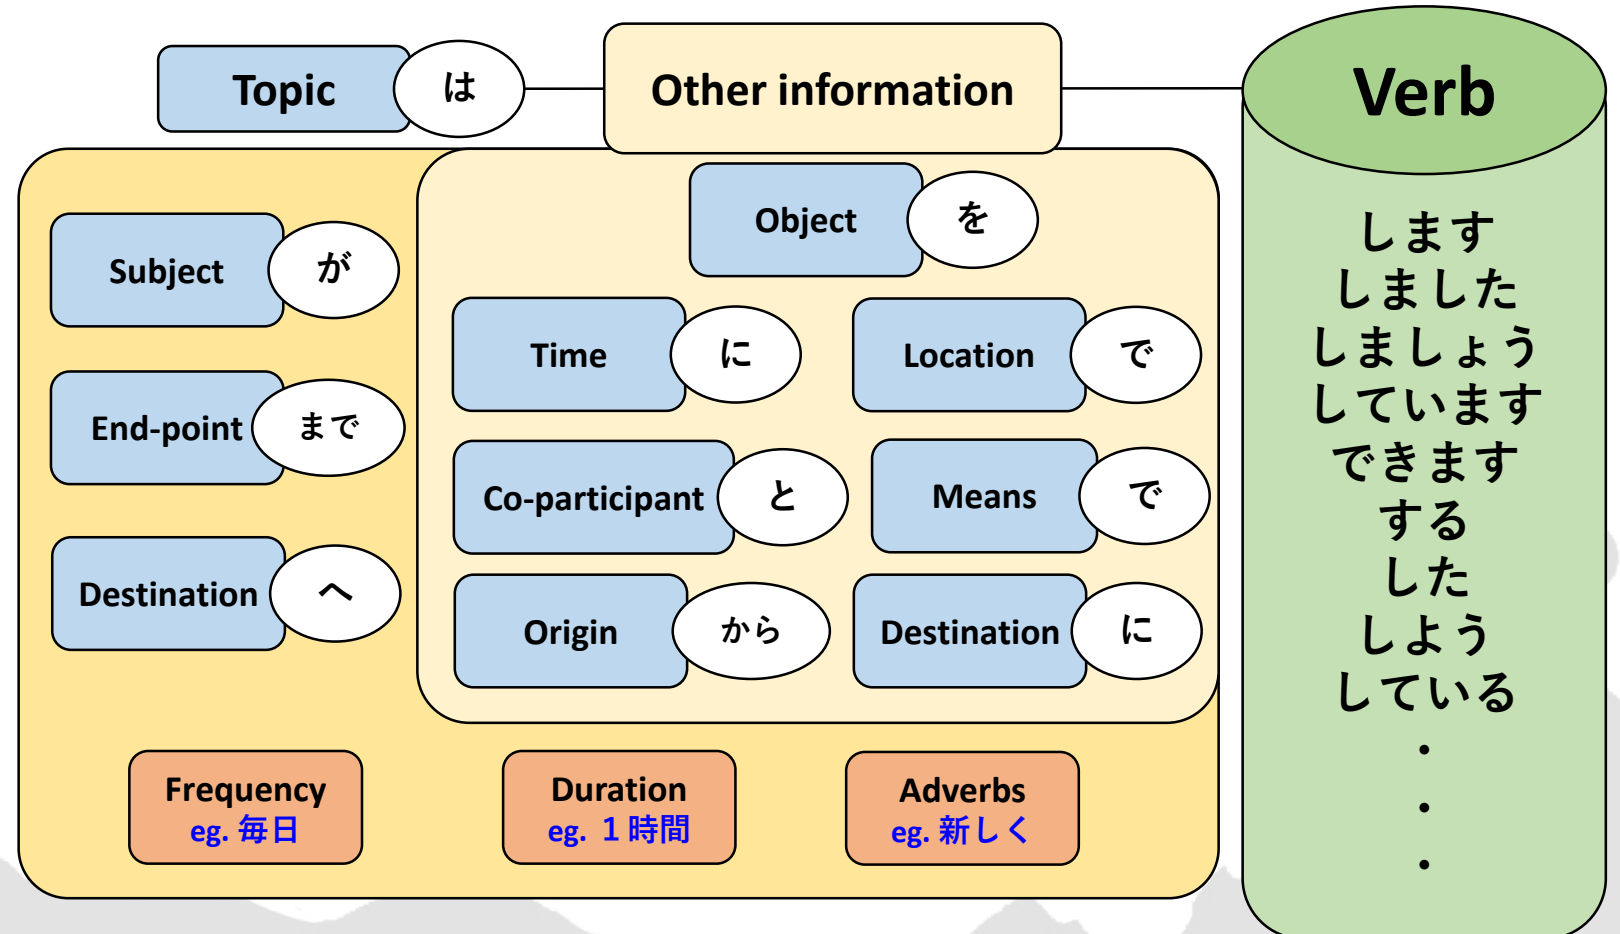 Topic は
Other information
Verb
Subject が
End-point まで
Destination へ
Object を
Time に
Location で
Co-participant と
Means で
Origin から
Destination に
Frequency
eg. 毎日
Duration
eg. １時間
Adverbs
eg. 新しく
します
しました
しましょう
しています
できます
する
した
しよう
している
・
・
・